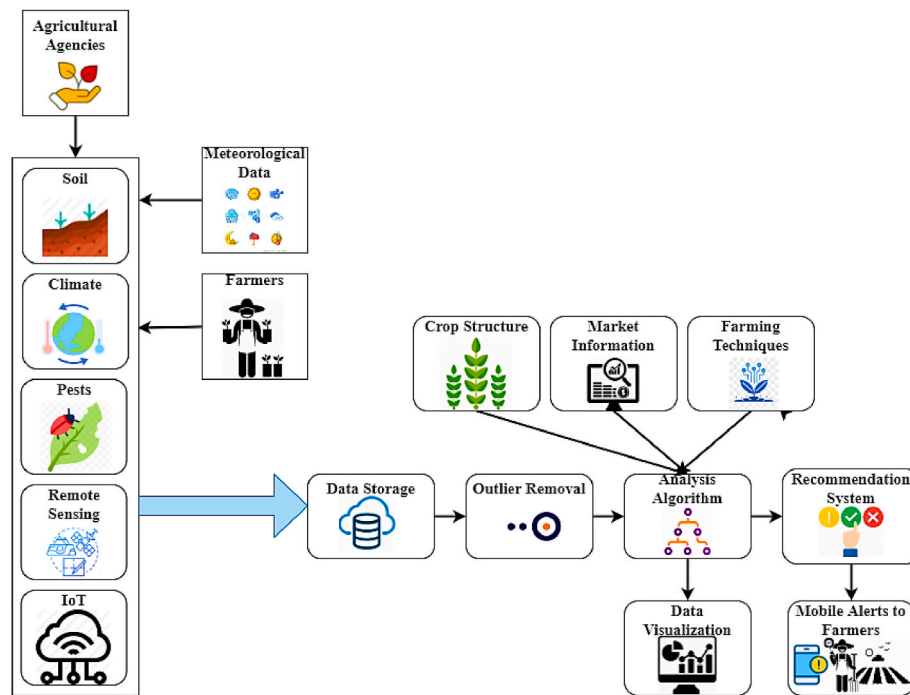 Agricultural
Agencies
Soil
Climate
Pests
Remote
Sensing
IoT
Meteorological
Data
Farmers
Crop Structure
Market
Information
Farming
Techniques
Data Storage
Outlier Removal
Analysis
Algorithm
Recommendation
System
Data
Visualization
Mobile Alerts to
Farmers